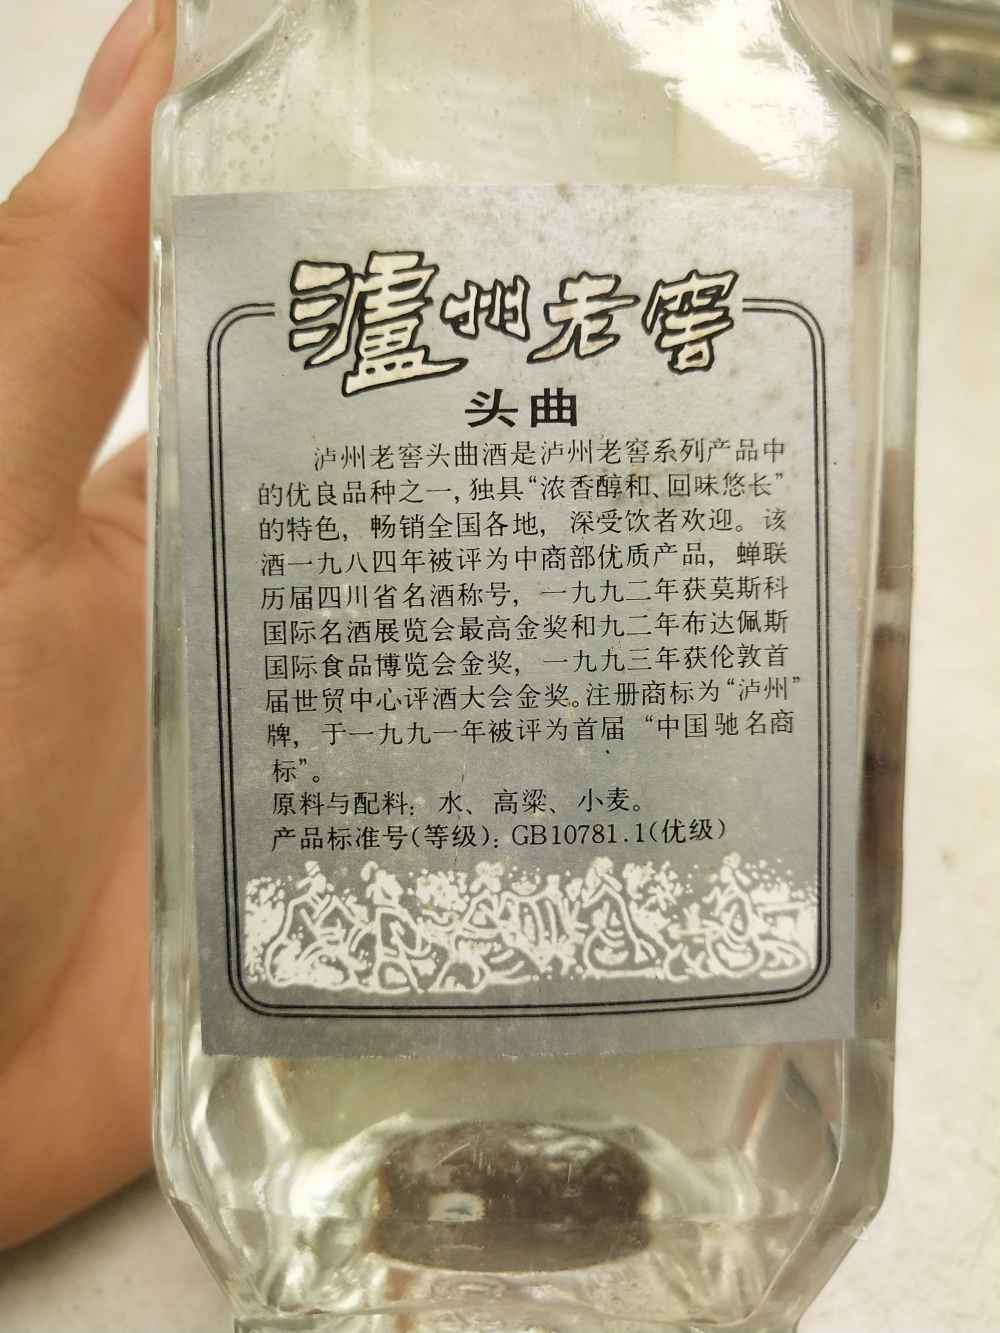 泸州老窖
头曲
泸州老窖头曲酒是泸州老窖系列产品中
的优良品种之一，独具“浓香醇和、回味悠长”
的特色，畅销全国各地，深受饮者欢迎。该
酒一九八四年被评为中商部优质产品，蝉联
历届四川省名酒称号，一九九二年获莫斯科
国际名酒展览会最高金奖和九二年布达佩斯
国际食品博览会金奖，一九九三年获伦敦首
届世贸中心评酒大会金奖。注册商标为“泸州”
牌，于一九九一年被评为首届“中国驰名商
标”。
原料与配料：水、高粱、小麦。
产品标准号(等级)：GB10781.1(优级)